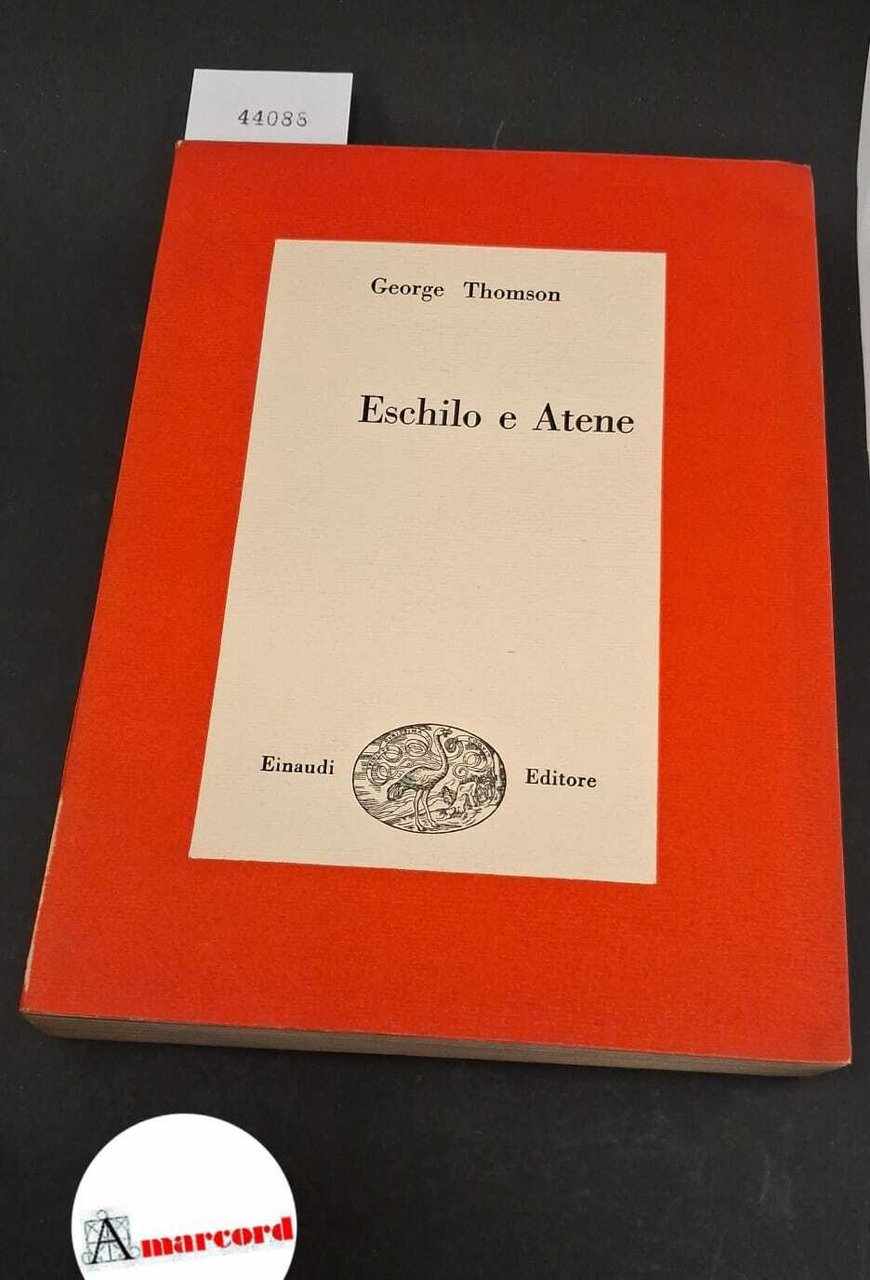 44088
George Thomson
Eschilo e Atene
Einaudi Editore
Amarcord